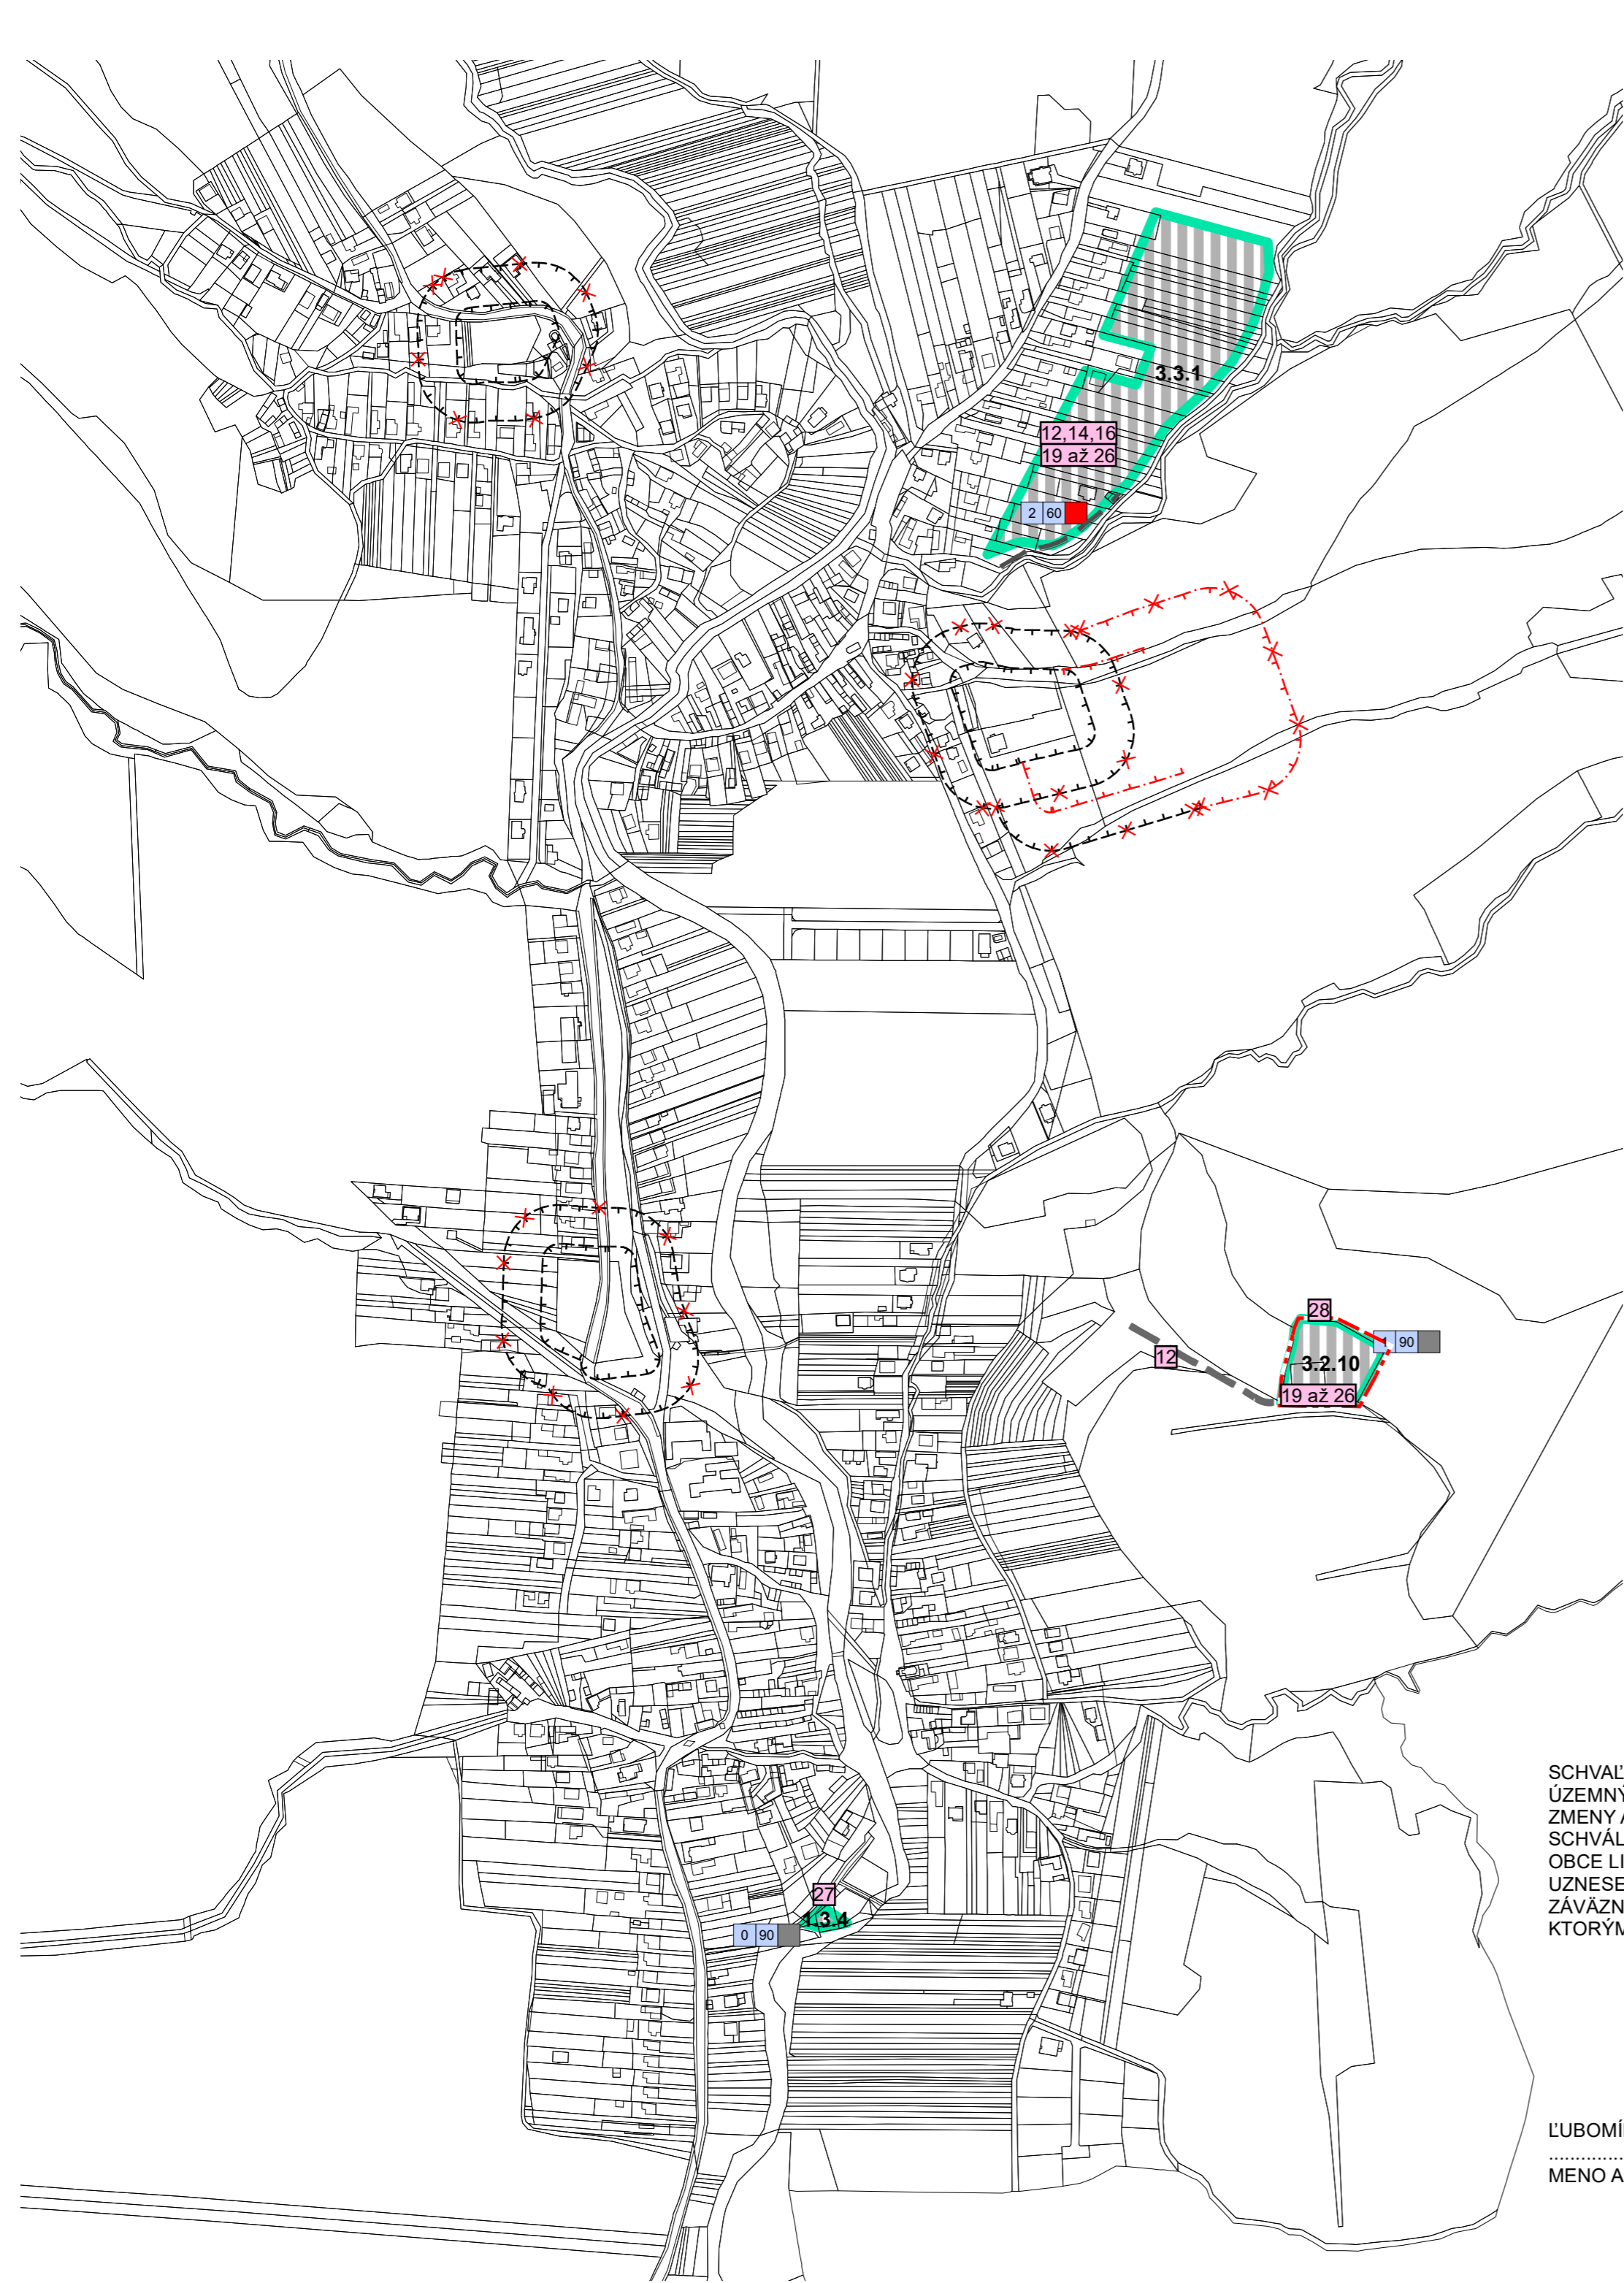 3.3.1
12,14,16
19 až 26
2 60
28
90
12
3.2.10
19 až 26
27
1.3.4
0 90
SCHVAĽ
ÚZEMNÝ
ZMENY A
SCHVÁL
OBCE LI
UZNESE
ZÁVÄZN
KTORÝM
ĽUBOMÍ
MENO A